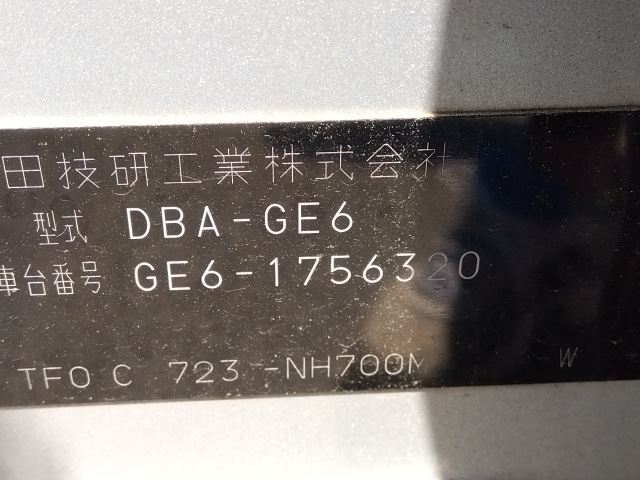 田技研工業株式会社
型式 DBA-GE6
車台番号 GE6-1756320
TF0 C 723 -NH700M -W